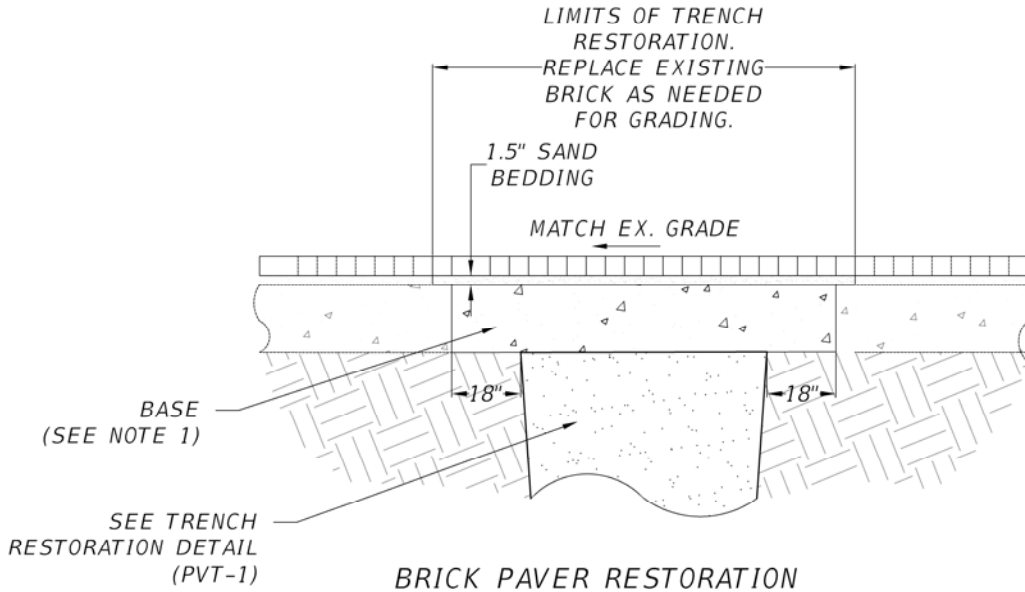 LIMITS OF TRENCH
RESTORATION.
REPLACE EXISTING
BRICK AS NEEDED
FOR GRADING.
1.5" SAND
BEDDING
MATCH EX. GRADE
18"
18"
BASE
(SEE NOTE 1)
SEE TRENCH
RESTORATION DETAIL
(PVT-1)
BRICK PAVER RESTORATION